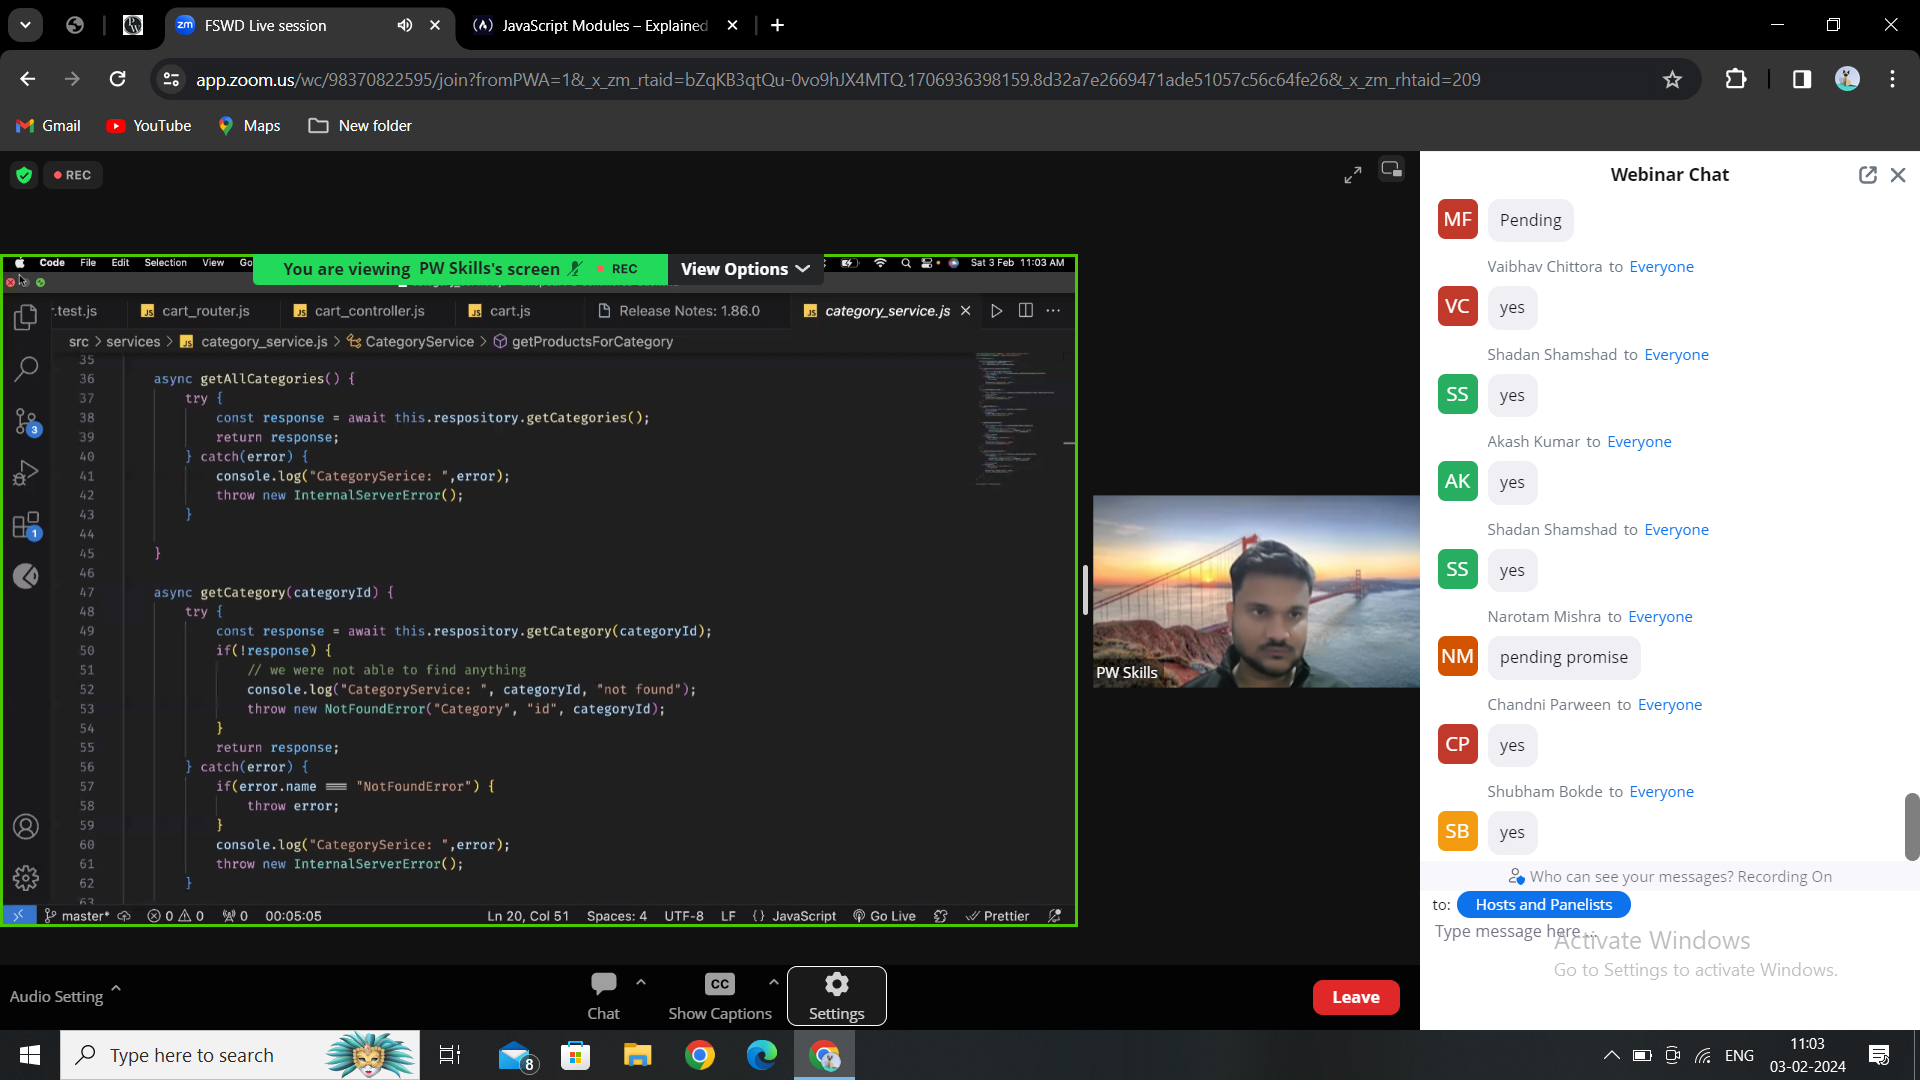 FSWD Live session
JavaScript Modules – Explained
app.zoom.us/wc/98370822595/join?fromPWA=1&_x_zm_rtaid=bZqKB3qtQu-0vo9hJX4MTQ.1706936398159.8d32a7e2669471ade51057c56c64fe26&_x_zm_rhtaid=209
Gmail YouTube Maps New folder
REC
Code File Edit Selection View Go
You are viewing PW Skills's screen REC View Options
Sat 3 Feb 11:03 AM
r.test.js cart_router.js cart_controller.js cart.js Release Notes: 1.86.0 category_service.js
src > services > category_service.js > CategoryService > getProductsForCategory
35
36 async getAllCategories() {
37 try {
38 const response = await this.respository.getCategories();
39 return response;
40 } catch(error) {
41 console.log("CategorySerice: ",error);
42 throw new InternalServerError();
43 }
44
45 }
46
47 async getCategory(categoryId) {
48 try {
49 const response = await this.respository.getCategory(categoryId);
50 if(!response) {
51 // we were not able to find anything
52 console.log("CategoryService: ", categoryId, "not found");
53 throw new NotFoundError("Category", "id", categoryId);
54 }
55 return response;
56 } catch(error) {
57 if(error.name === "NotFoundError") {
58 throw error;
59 }
60 console.log("CategorySerice: ",error);
61 throw new InternalServerError();
62 }
63
3
1
master* 0 0 0 00:05:05 Ln 20, Col 51 Spaces: 4 UTF-8 LF {} JavaScript Go Live Prettier
PW Skills
Webinar Chat
MF Pending
Vaibhav Chittora to Everyone
VC yes
Shadan Shamshad to Everyone
SS yes
Akash Kumar to Everyone
AK yes
Shadan Shamshad to Everyone
SS yes
Narotam Mishra to Everyone
NM pending promise
Chandni Parween to Everyone
CP yes
Shubham Bokde to Everyone
SB yes
Who can see your messages? Recording On
to: Hosts and Panelists
Type message here ...
Activate Windows
Go to Settings to activate Windows.
Audio Setting
Chat
CC
Show Captions
Settings
Leave
Type here to search
8
ENG
11:03
03-02-2024